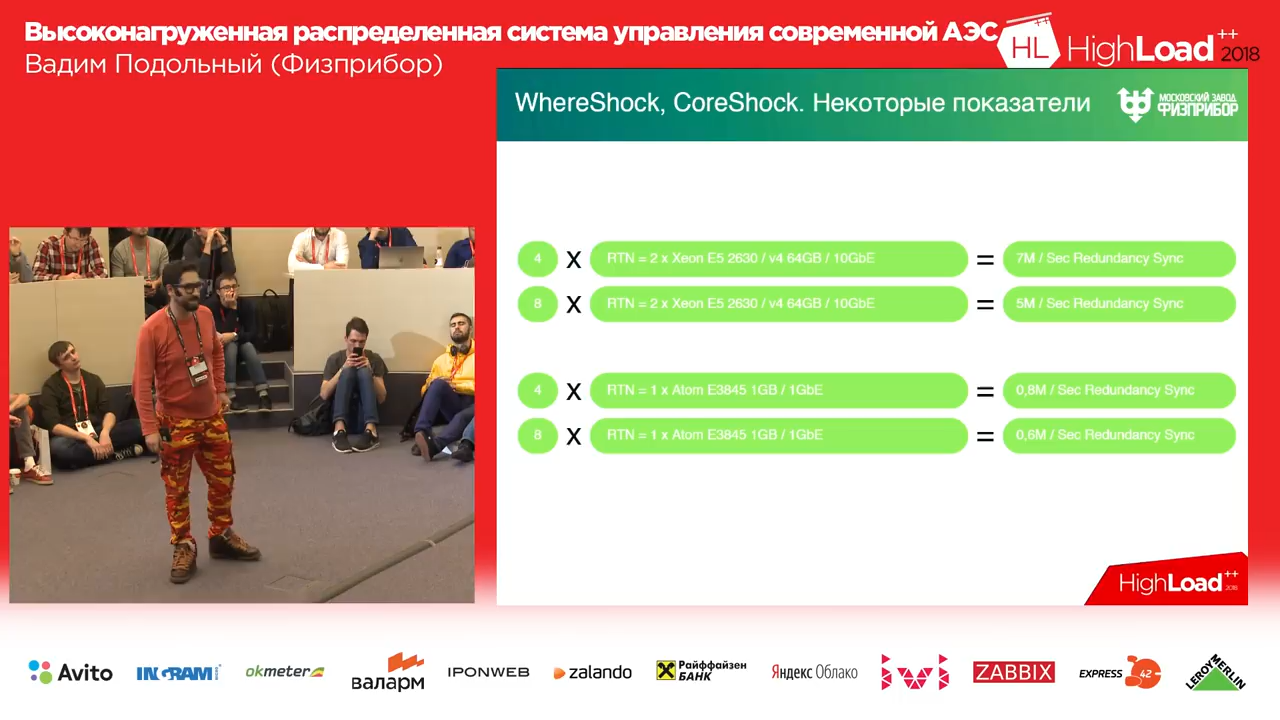 Высоконагруженная распределенная система управления современной АЭС
Вадим Подольный (Физприбор)
HL HighLoad++ 2018
WhereShock, CoreShock. Некоторые показатели
МОСКОВСКИЙ ЗАВОД
ФИЗПРИБОР
4 x RTN = 2 x Xeon E5 2630 / v4 64GB / 10GbE = 7M / Sec Redundancy Sync
8 x RTN = 2 x Xeon E5 2630 / v4 64GB / 10GbE = 5M / Sec Redundancy Sync
4 x RTN = 1 x Atom E3845 1GB / 1GbE = 0,8M / Sec Redundancy Sync
8 x RTN = 1 x Atom E3845 1GB / 1GbE = 0,6M / Sec Redundancy Sync
HighLoad++ 2018
Avito INGRAM okmeter валарм IPONWEB zalando Райффайзен БАНК Яндекс Облако ivi ZABBIX EXPRESS 42 LEROY MERLIN